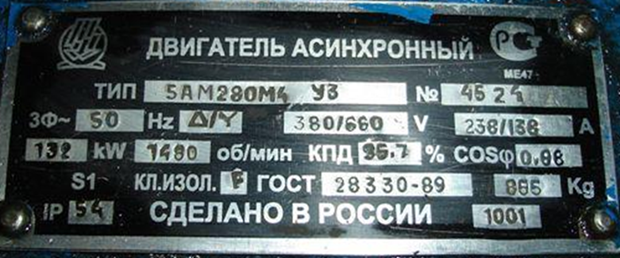 ДВИГАТЕЛЬ АСИНХРОННЫЙ
МЕ47
ТИП 5АМ280М4 У3 № 4524
3Ф~ 50 Hz Δ/Y 380/660 V 238/138 A
132 kW 1480 об/мин КПД 95.7 % COSφ 0.88
S1 КЛ.ИЗОЛ. F ГОСТ 28330-89 Kg
IP 54 СДЕЛАНО В РОССИИ 1001